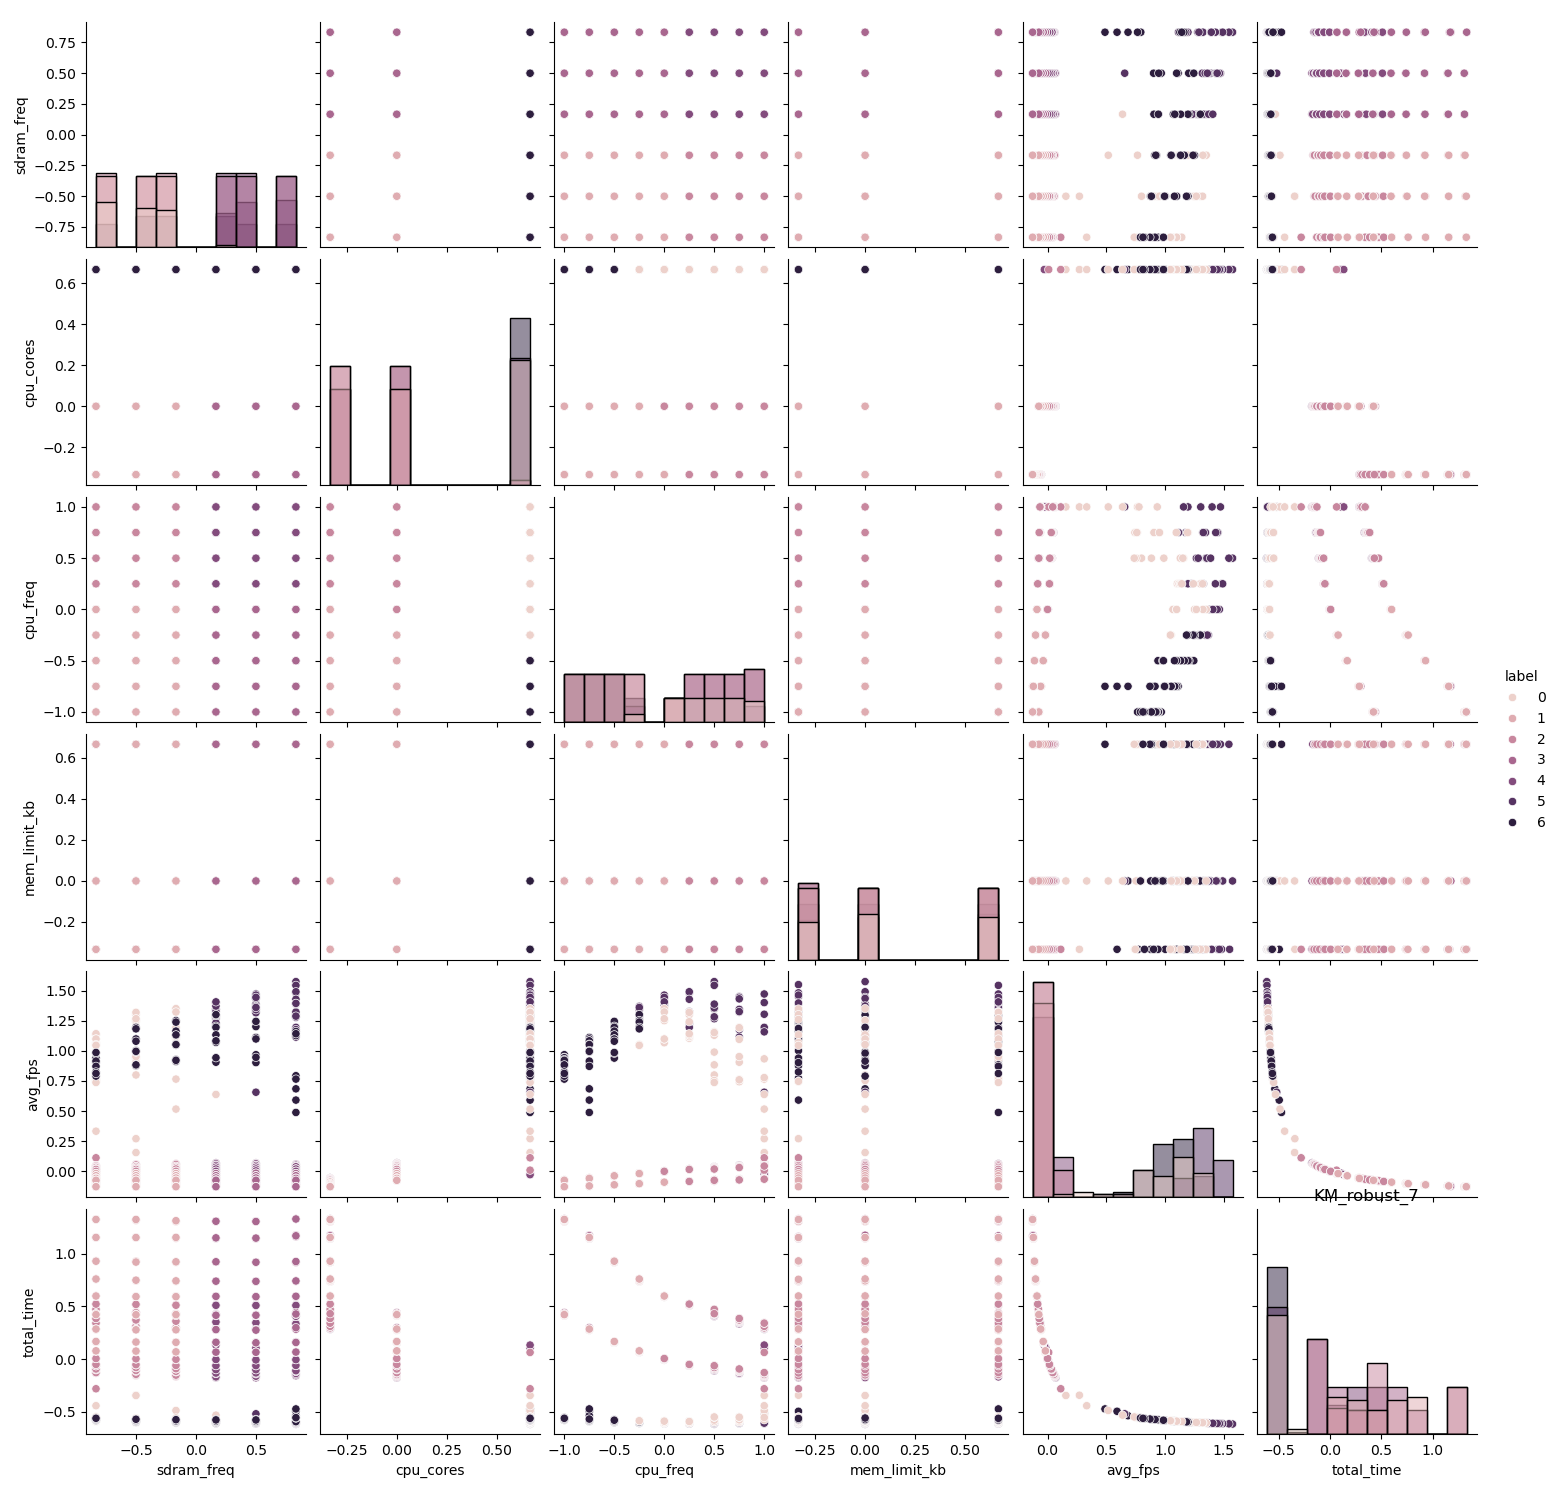 0.75
0.50
0.25
0.00
−0.25
−0.50
−0.75
sdram_freq
0.6
0.4
0.2
0.0
−0.2
cpu_cores
1.0
0.5
0.0
−0.5
−1.0
cpu_freq
label
0
1
2
3
4
5
6
0.6
0.4
0.2
0.0
−0.2
mem_limit_kb
1.50
1.25
1.00
0.75
0.50
0.25
0.00
avg_fps
KM_robust_7
1.0
0.5
0.0
−0.5
total_time
−0.5 0.0 0.5
−0.25 0.00 0.25 0.50
−1.0 −0.5 0.0 0.5 1.0
−0.25 0.00 0.25 0.50
0.0 0.5 1.0 1.5
−0.5 0.0 0.5 1.0
sdram_freq cpu_cores cpu_freq mem_limit_kb avg_fps total_time